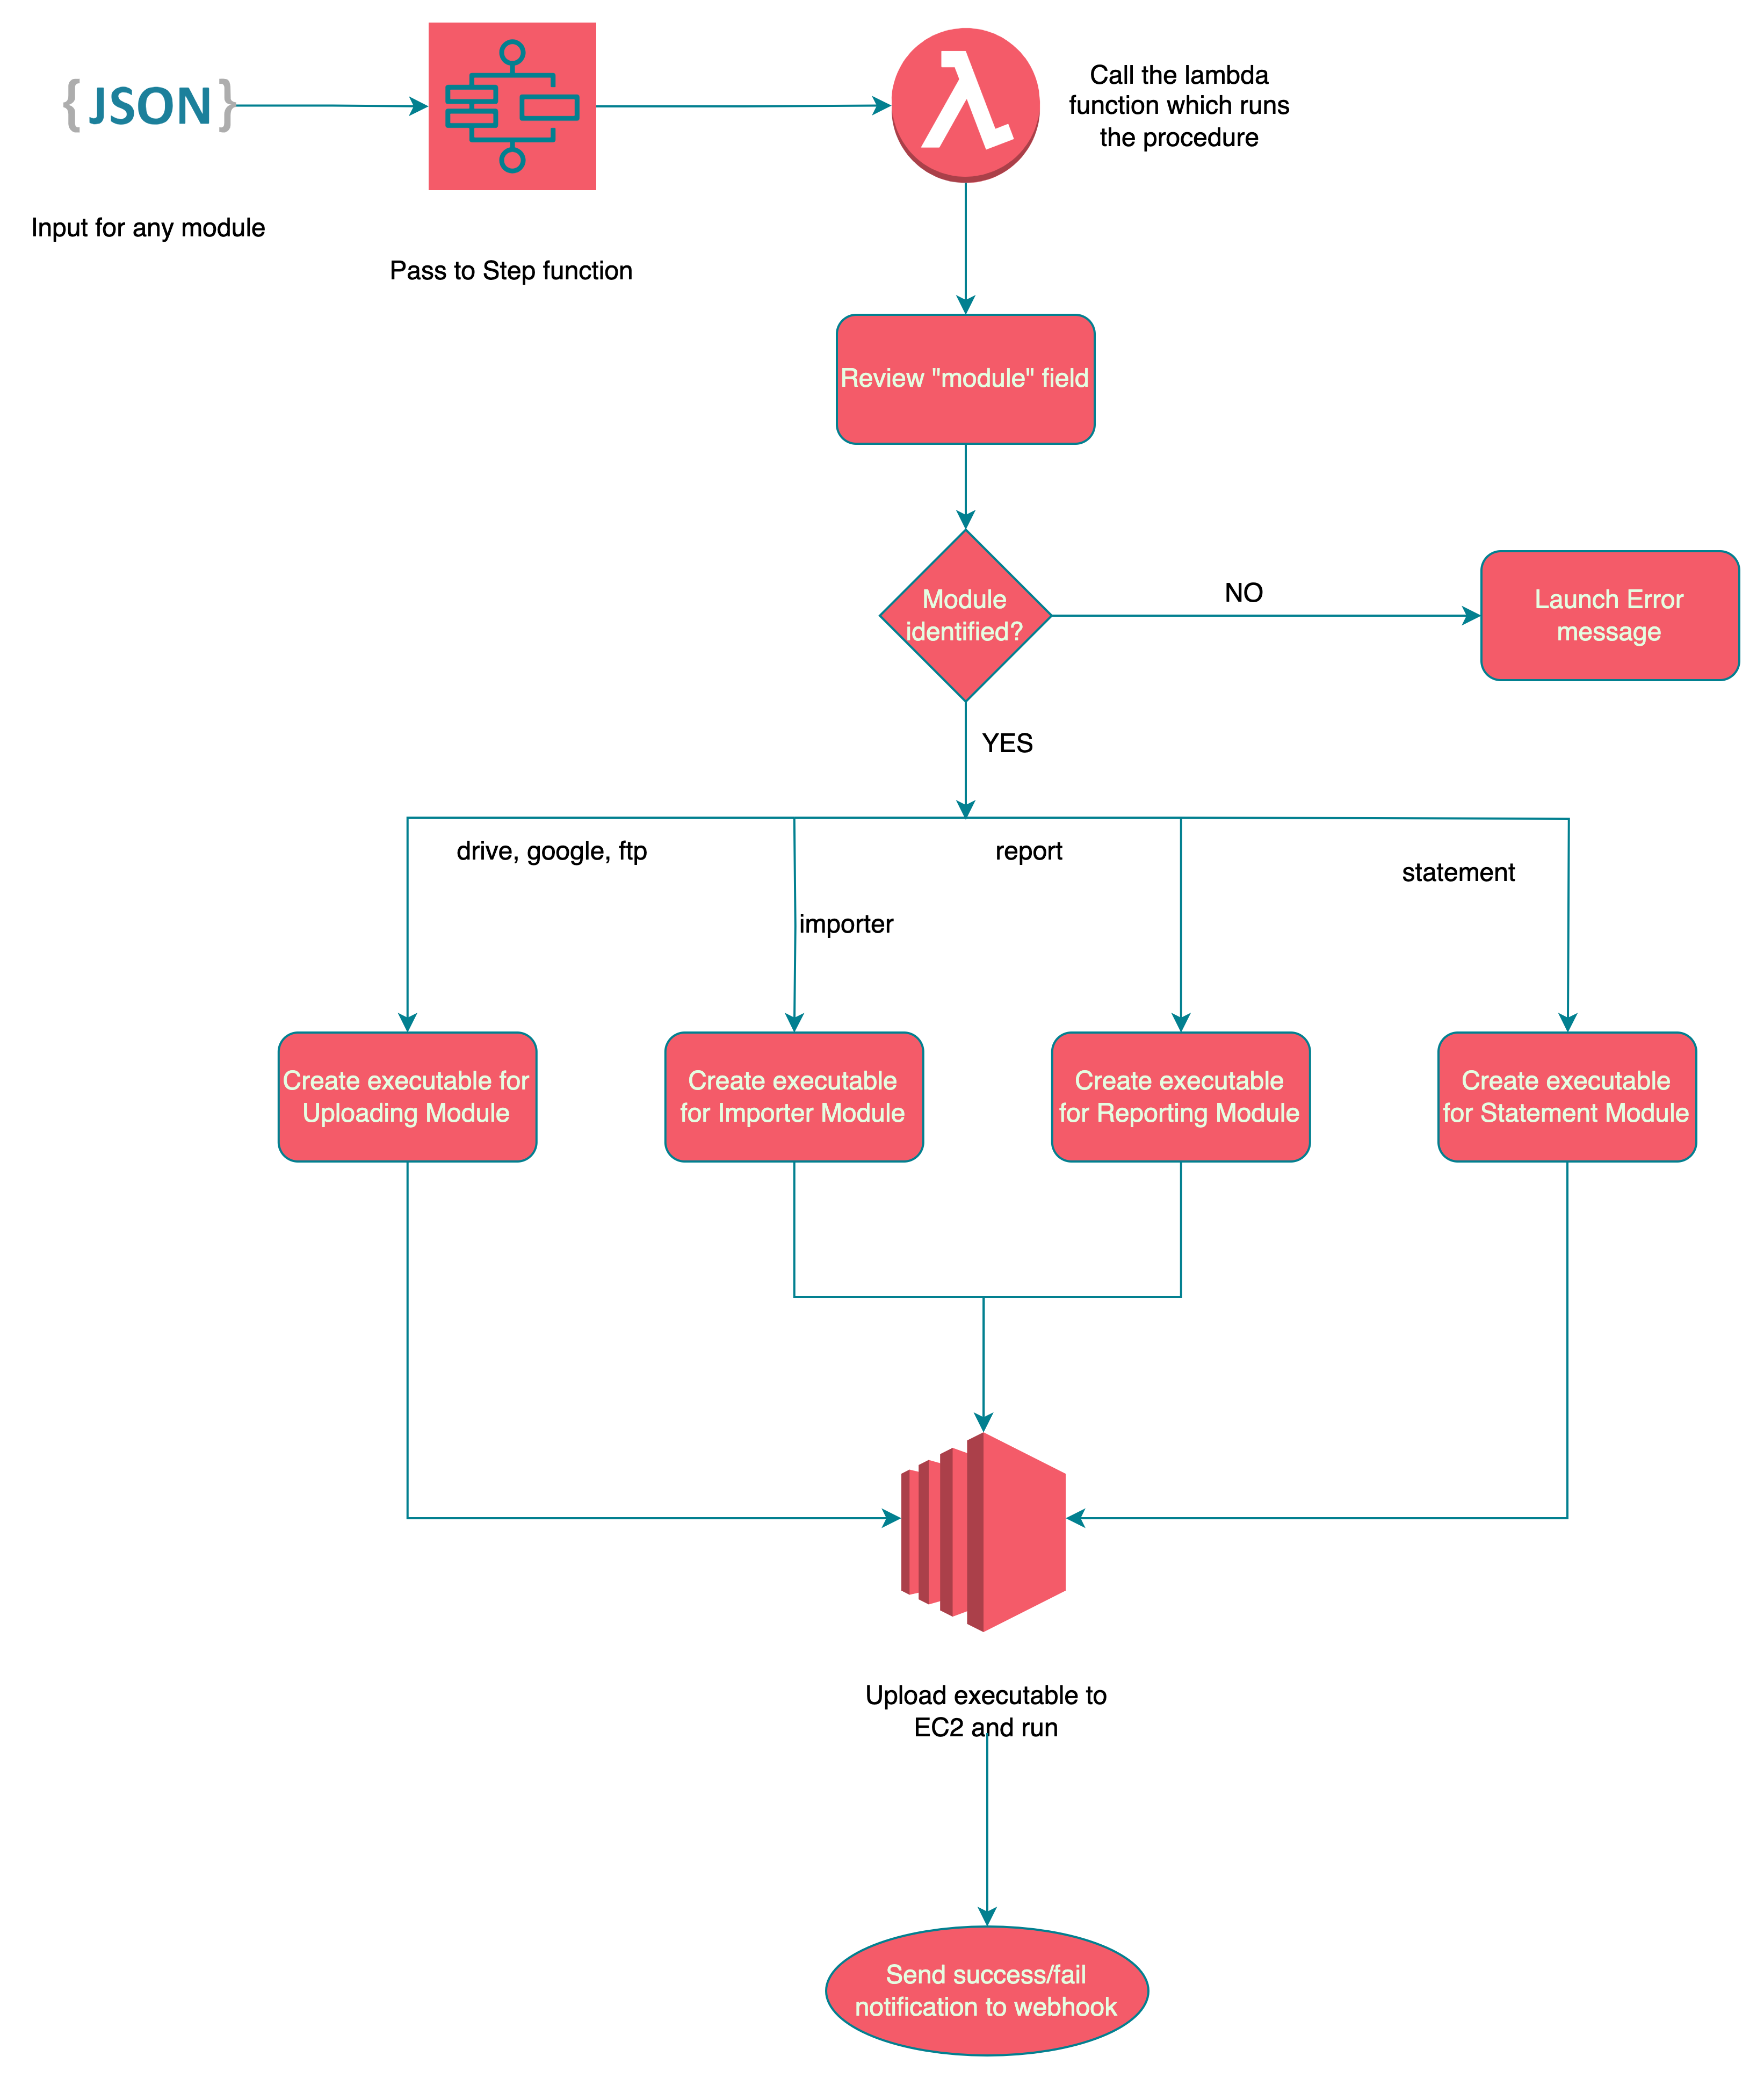 {JSON}
Input for any module
Pass to Step function
Call the lambda
function which runs
the procedure
Review "module" field
Module
identified?
NO
Launch Error
message
YES
drive, google, ftp
importer
report
statement
Create executable for
Uploading Module
Create executable
for Importer Module
Create executable
for Reporting Module
Create executable
for Statement Module
Upload executable to
EC2 and run
Send success/fail
notification to webhook